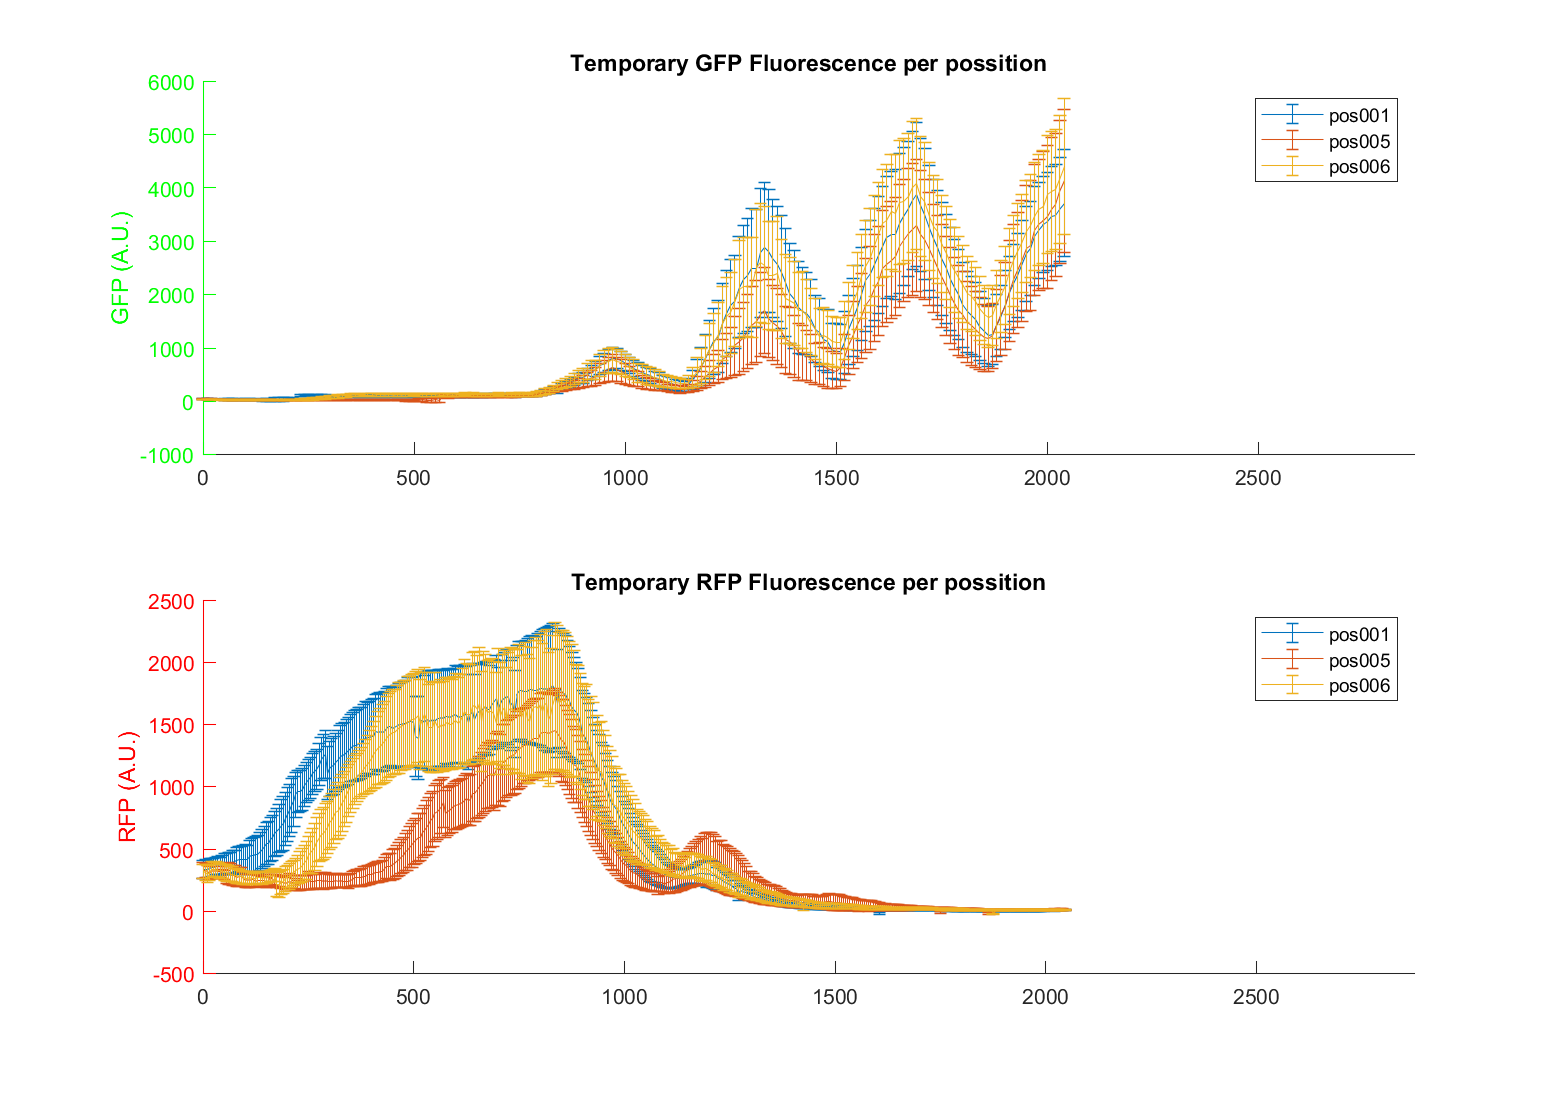 Temporary GFP Fluorescence per possition
GFP (A.U.)
6000
5000
4000
3000
2000
1000
0
-1000
0 500 1000 1500 2000 2500
pos001
pos005
pos006
Temporary RFP Fluorescence per possition
RFP (A.U.)
2500
2000
1500
1000
500
0
-500
0 500 1000 1500 2000 2500
pos001
pos005
pos006